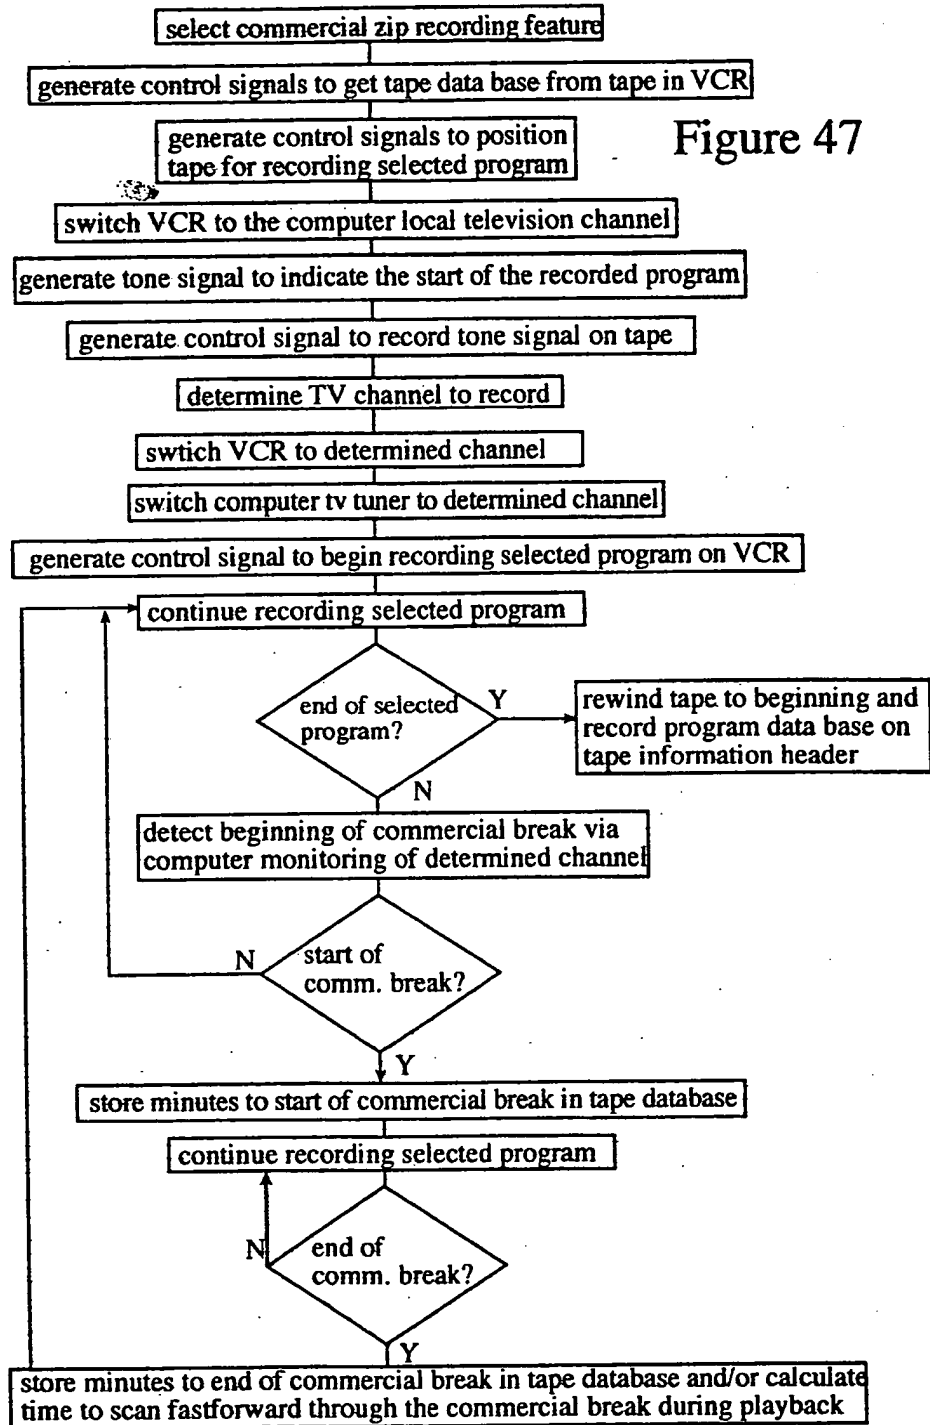 select commercial zip recording feature
generate control signals to get tape data base from tape in VCR
generate control signals to position
tape for recording selected program
Figure 47
switch VCR to the computer local television channel
generate tone signal to indicate the start of the recorded program
generate control signal to record tone signal on tape
determine TV channel to record
swtich VCR to determined channel
switch computer tv tuner to determined channel
generate control signal to begin recording selected program on VCR
continue recording selected program
end of selected
program?
Y
rewind tape to beginning and
record program data base on
tape information header
N
detect beginning of commercial break via
computer monitoring of determined channel
N
start of
comm. break?
Y
store minutes to start of commercial break in tape database
continue recording selected program
N
end of
comm. break?
Y
store minutes to end of commercial break in tape database and/or calculate
time to scan fastforward through the commercial break during playback